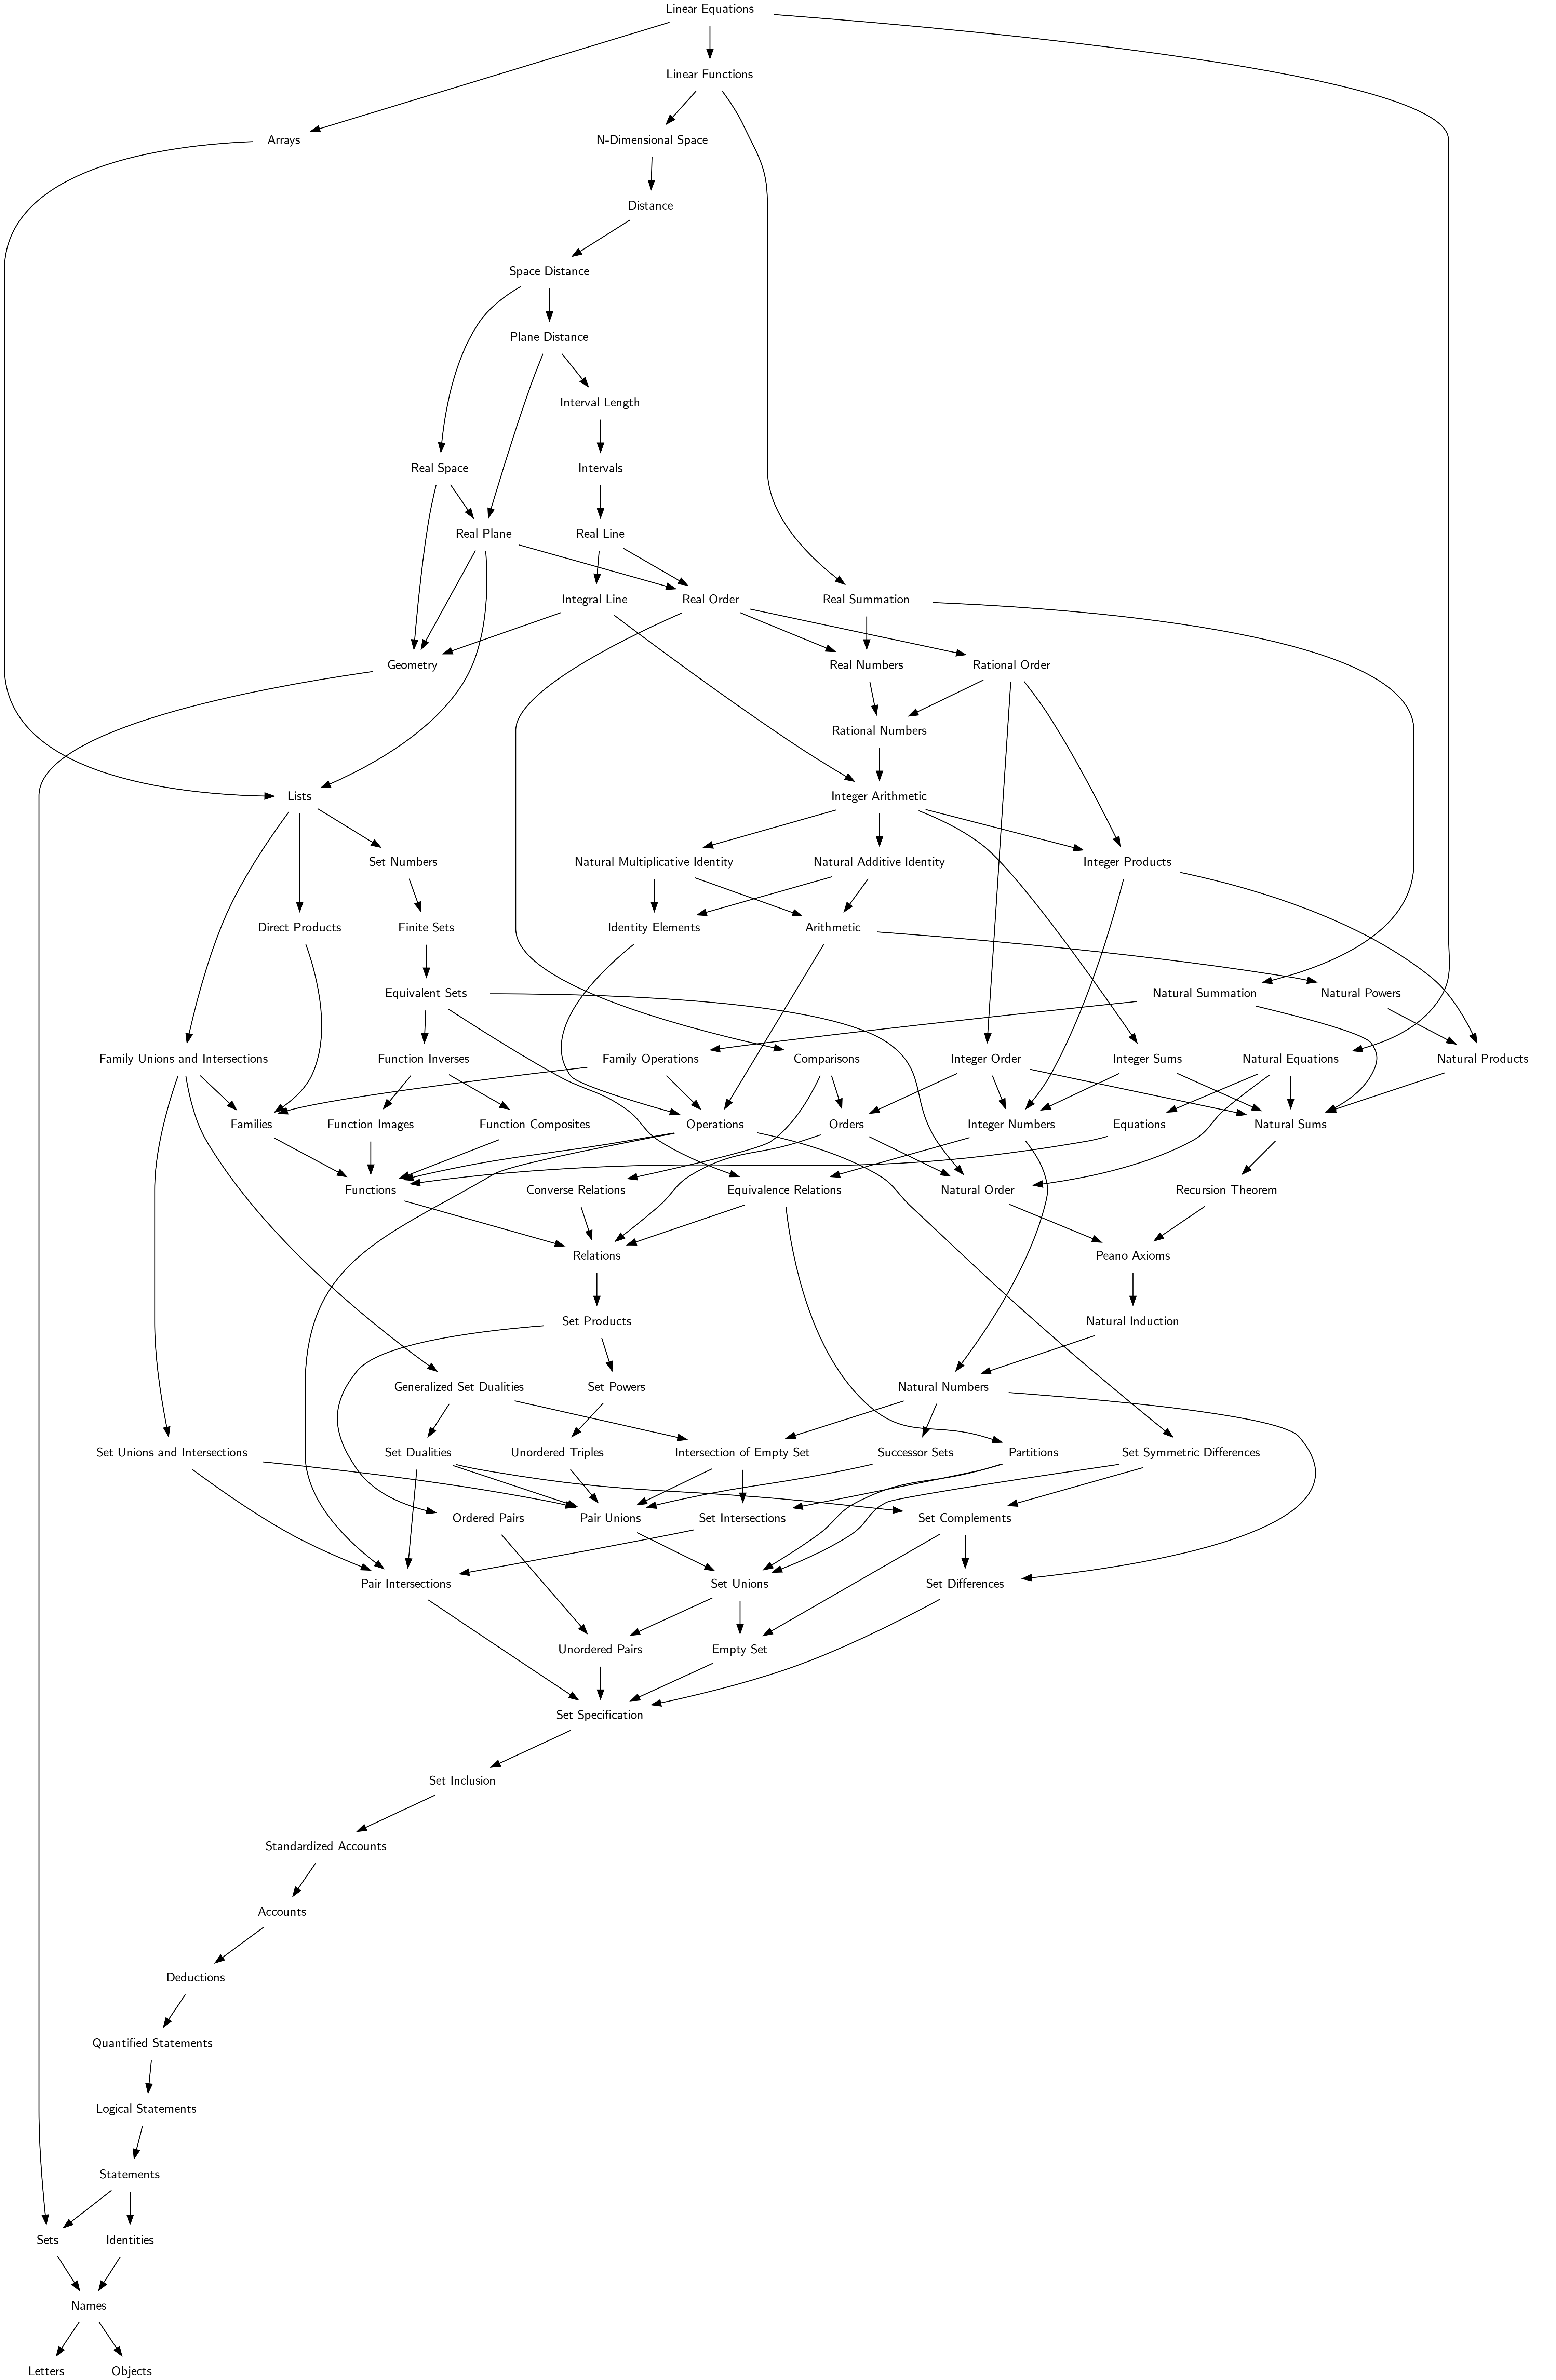 Linear Equations
Linear Functions
Arrays
N-Dimensional Space
Distance
Space Distance
Plane Distance
Interval Length
Real Space
Intervals
Real Plane
Real Line
Integral Line
Real Order
Real Summation
Geometry
Real Numbers
Rational Order
Rational Numbers
Lists
Integer Arithmetic
Set Numbers
Natural Multiplicative Identity
Natural Additive Identity
Integer Products
Direct Products
Finite Sets
Identity Elements
Arithmetic
Equivalent Sets
Natural Summation
Natural Powers
Family Unions and Intersections
Function Inverses
Family Operations
Comparisons
Integer Order
Integer Sums
Natural Equations
Natural Products
Families
Function Images
Function Composites
Operations
Orders
Integer Numbers
Equations
Natural Sums
Functions
Converse Relations
Equivalence Relations
Natural Order
Recursion Theorem
Relations
Peano Axioms
Set Products
Natural Induction
Generalized Set Dualities
Set Powers
Natural Numbers
Set Unions and Intersections
Set Dualities
Unordered Triples
Intersection of Empty Set
Successor Sets
Partitions
Set Symmetric Differences
Ordered Pairs
Pair Unions
Set Intersections
Set Complements
Pair Intersections
Set Unions
Set Differences
Unordered Pairs
Empty Set
Set Specification
Set Inclusion
Standardized Accounts
Accounts
Deductions
Quantified Statements
Logical Statements
Statements
Sets
Identities
Names
Letters
Objects